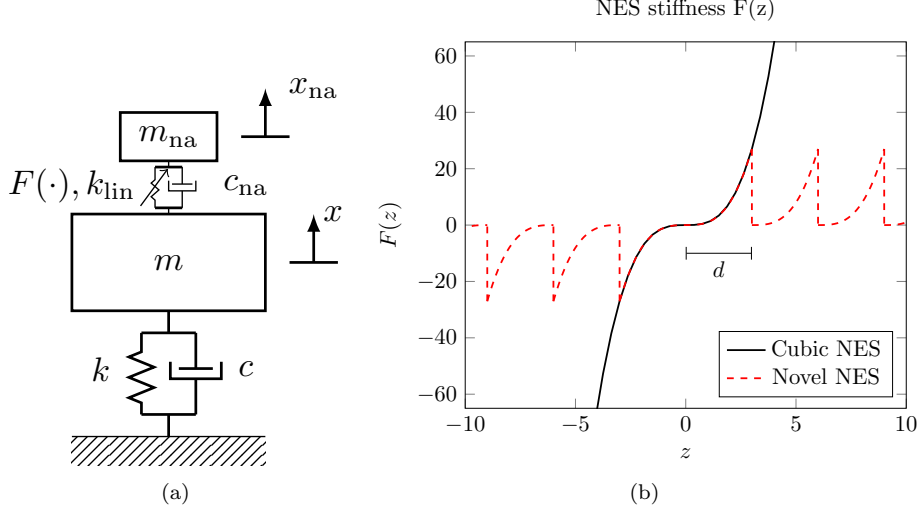 x_na
m_na
F(·), k_lin
c_na
x
m
k
c
(a)
NES stiffness F(z)
F(z)
60
40
20
0
−20
−40
−60
d
Cubic NES
Novel NES
−10
−5
0
5
10
z
(b)